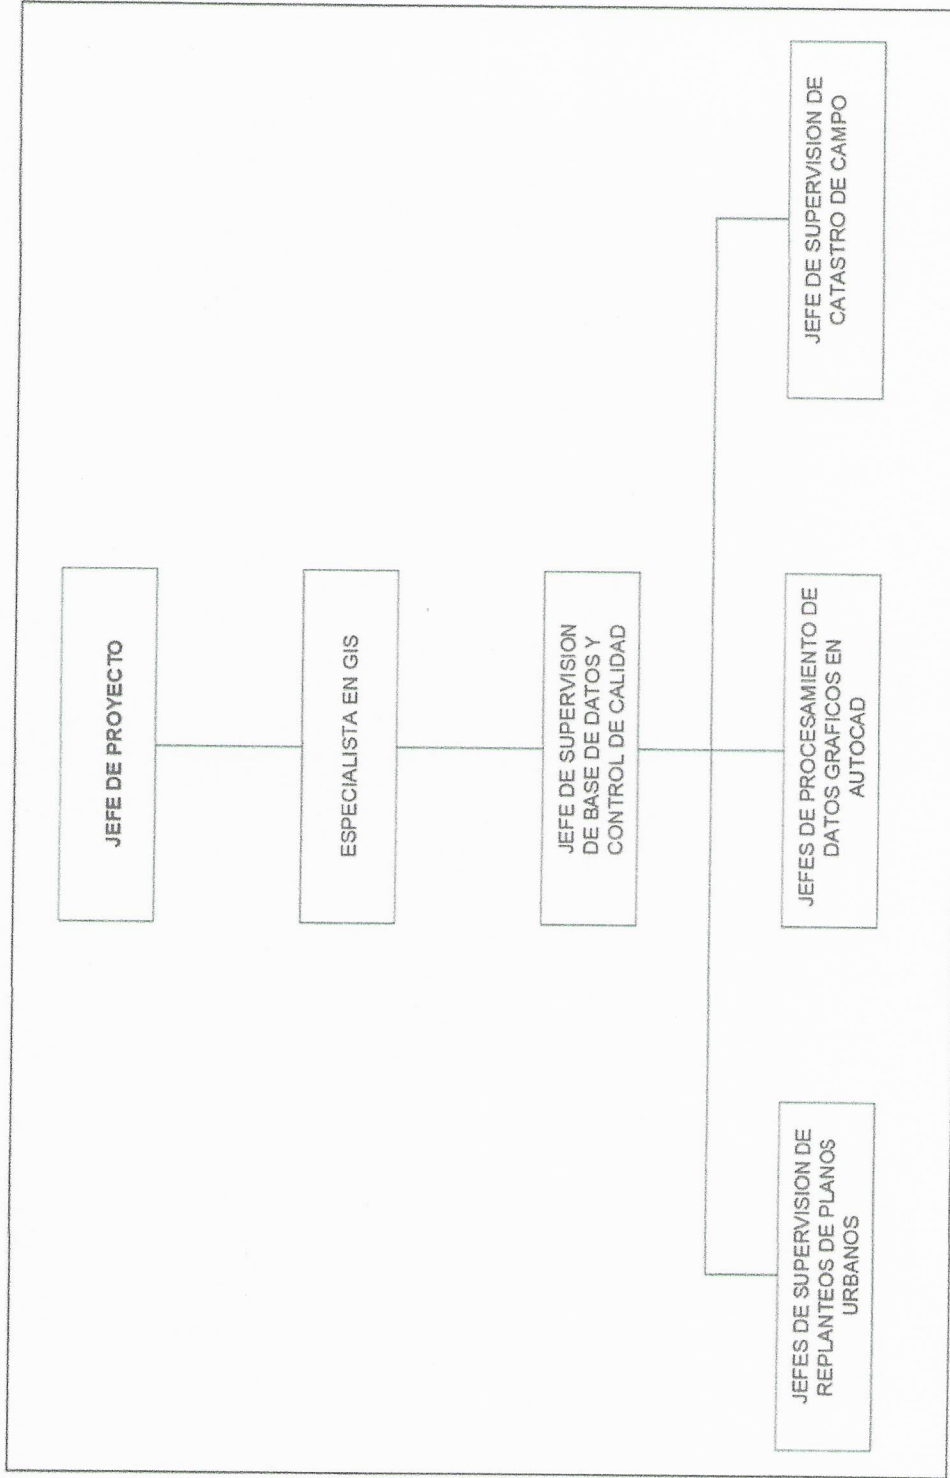 JEFE DE PROYECTO
ESPECIALISTA EN GIS
JEFE DE SUPERVISION
DE BASE DE DATOS Y
CONTROL DE CALIDAD
JEFES DE SUPERVISION DE
REPLANTEOS DE PLANOS
URBANOS
JEFES DE PROCESAMIENTO DE
DATOS GRAFICOS EN
AUTOCAD
JEFE DE SUPERVISION DE
CATASTRO DE CAMPO